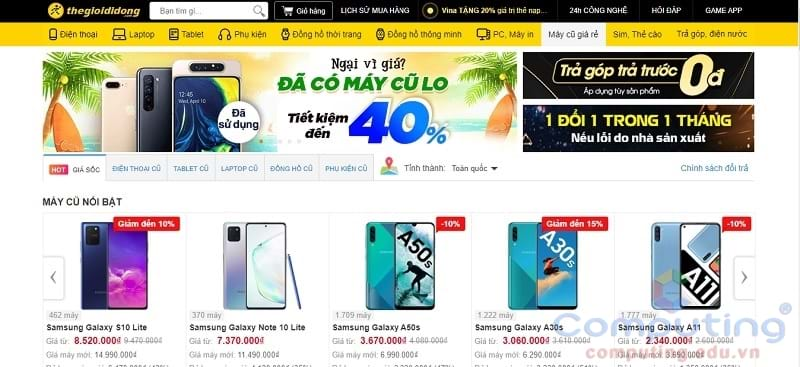 thegioididong
Bạn tìm gì...
Giỏ hàng
LỊCH SỬ MUA HÀNG
Vina TẶNG 20% giá trị thẻ nạp...
24h CÔNG NGHỆ
HỎI ĐÁP
GAME APP
Điện thoại
Laptop
Tablet
Phụ kiện
Đồng hồ thời trang
Đồng hồ thông minh
PC, Máy in
Máy cũ giá rẻ
Sim, Thẻ cào
Trả góp, điện nước
12:45
Wed, April 10
Đã
sử dụng
Ngại vì giá?
ĐÃ CÓ MÁY CŨ LO
Tiết kiệm
đến
40%
Trả góp trả trước
0đ
Áp dụng tùy sản phẩm
1 ĐỔI 1 TRONG 1 THÁNG
Nếu lỗi do nhà sản xuất
HOT GIÁ SỐC
ĐIỆN THOẠI CŨ
TABLET CŨ
LAPTOP CŨ
ĐỒNG HỒ CŨ
PHỤ KIỆN CŨ
Tỉnh thành:
Toàn quốc
Chính sách đổi trả
MÁY CŨ NỔI BẬT
Giảm đến 10%
462 máy
Samsung Galaxy S10 Lite
Giá từ: 8.520.000₫ 9.470.000₫
Giá máy mới: 14.990.000₫
370 máy
Samsung Galaxy Note 10 Lite
Giá từ: 7.370.000₫
Giá máy mới: 11.490.000₫
-10%
A50s
1.709 máy
Samsung Galaxy A50s
Giá từ: 3.670.000₫ 4.080.000₫
Giá máy mới: 6.990.000₫
Giảm đến 15%
A30s
1.222 máy
Samsung Galaxy A30s
Giá từ: 3.060.000₫ 3.610.000₫
Giá máy mới: 6.290.000₫
-10%
A11
1.777 máy
Samsung Galaxy A11
Giá từ: 2.340.000₫ 2.600.000₫
Giá máy mới: 3.690.000₫
Computing
computingedu.vn